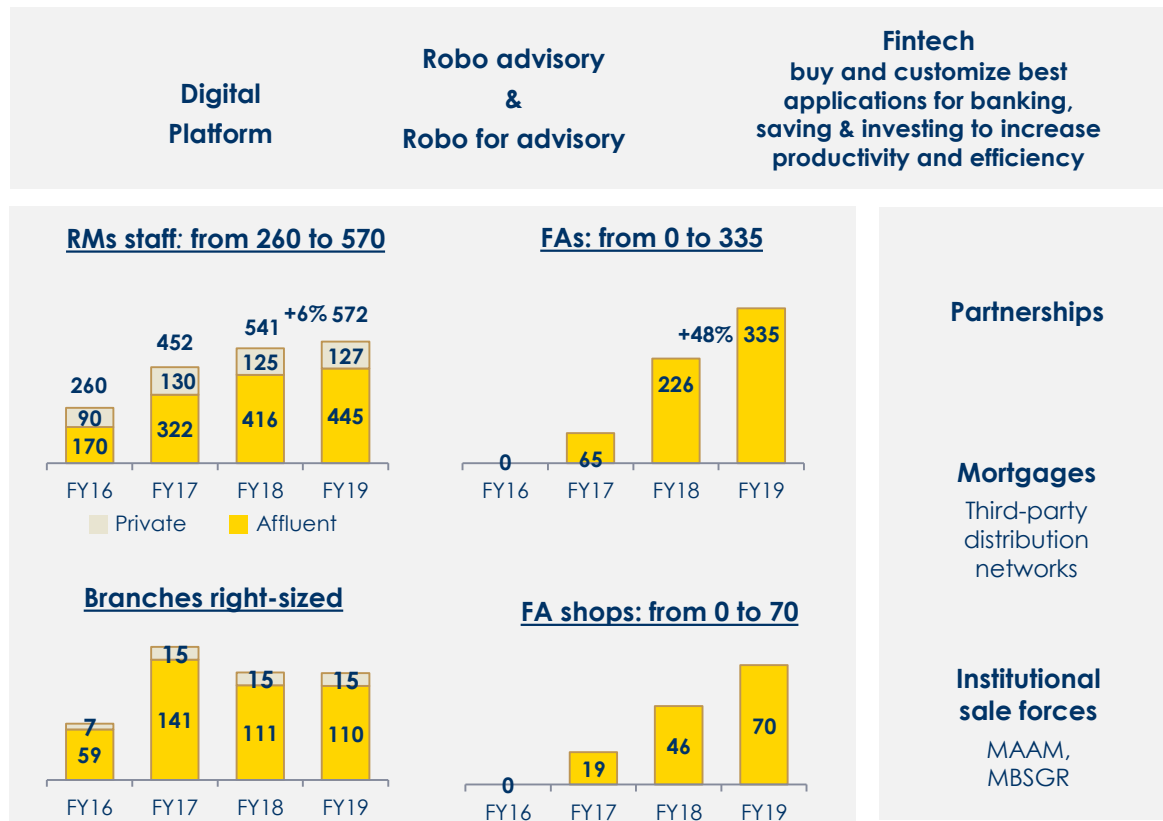 Digital
Platform
Robo advisory
&
Robo for advisory
Fintech
buy and customize best
applications for banking,
saving & investing to increase
productivity and efficiency
RMs staff: from 260 to 570
260
90
170
452
130
322
541
125
416
+6%
572
127
445
FY16
FY17
FY18
FY19
Private
Affluent
FAs: from 0 to 335
0
65
226
+48%
335
FY16
FY17
FY18
FY19
Branches right-sized
7
59
15
141
15
111
15
110
FY16
FY17
FY18
FY19
FA shops: from 0 to 70
0
19
46
70
FY16
FY17
FY18
FY19
Partnerships
Mortgages
Third-party
distribution
networks
Institutional
sale forces
MAAM,
MBSGR